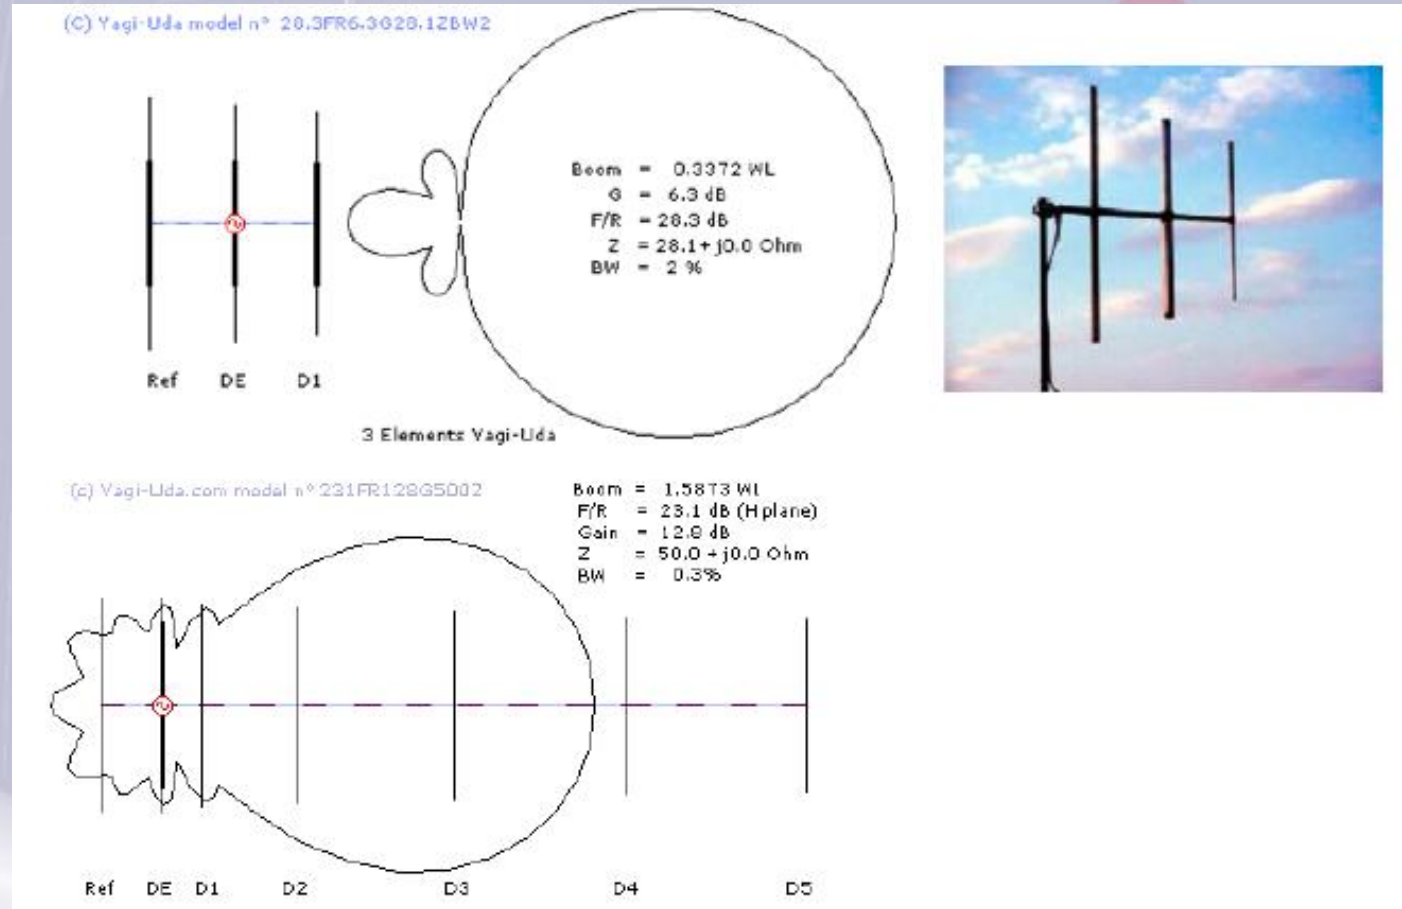 (C) Yagi-Uda model n° 28.3FR6.3G28.1ZBW2
Boom = 0.3372 WL
G = 6.3 dB
F/R = 28.3 dB
Z = 28.1 + j0.0 Ohm
BW = 2 %
Ref DE D1
3 Elements Yagi-Uda
(c) Yagi-Uda.com model n° 231FR128G5002
Boom = 1.5873 WL
F/R = 23.1 dB (H plane)
Gain = 12.8 dB
Z = 50.0 + j0.0 Ohm
BW = 0.3%
Ref DE D1 D2 D3 D4 D5